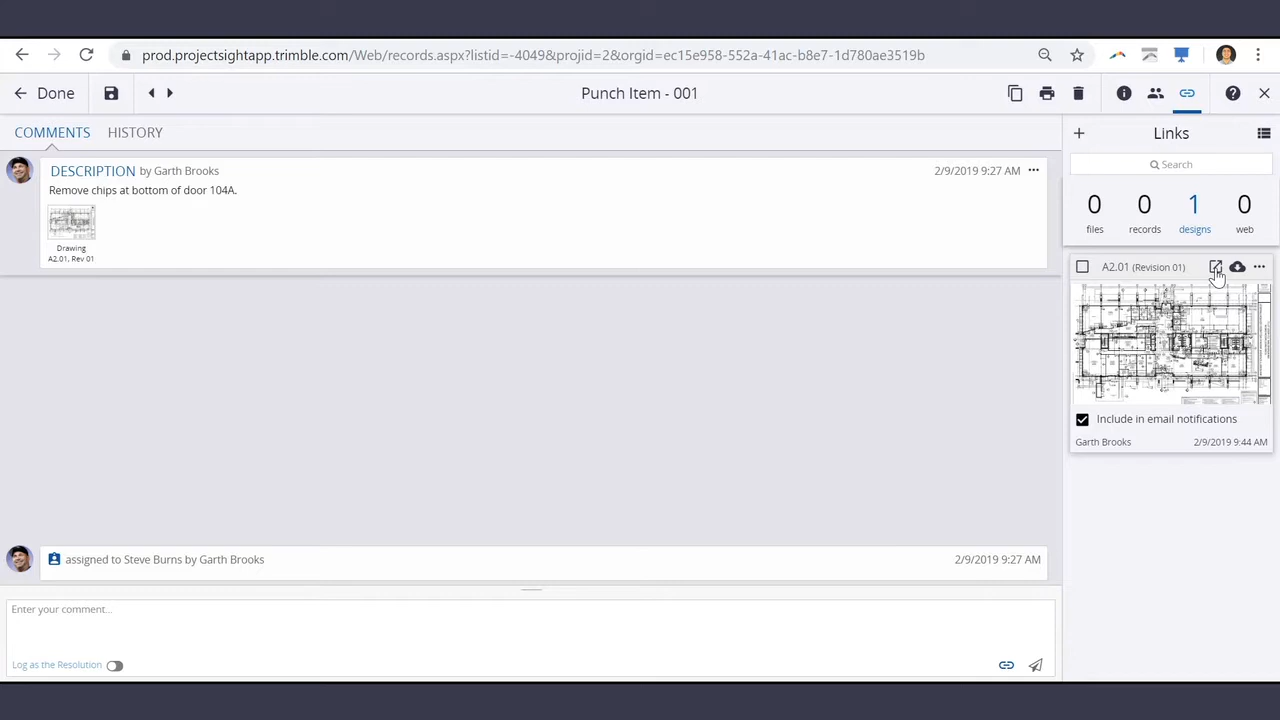 prod.projectsightapp.trimble.com/Web/records.aspx?listid=-4049&projid=2&orgid=ec15e958-552a-41ac-b8e7-1d780ae3519b
Done
Punch Item - 001
COMMENTS HISTORY
DESCRIPTION by Garth Brooks 2/9/2019 9:27 AM
Remove chips at bottom of door 104A.
Drawing
A2.01, Rev 01
assigned to Steve Burns by Garth Brooks 2/9/2019 9:27 AM
Enter your comment...
Log as the Resolution
Links
Search
0 0 1 0
files records designs web
A2.01 (Revision 01)
Include in email notifications
Garth Brooks 2/9/2019 9:44 AM